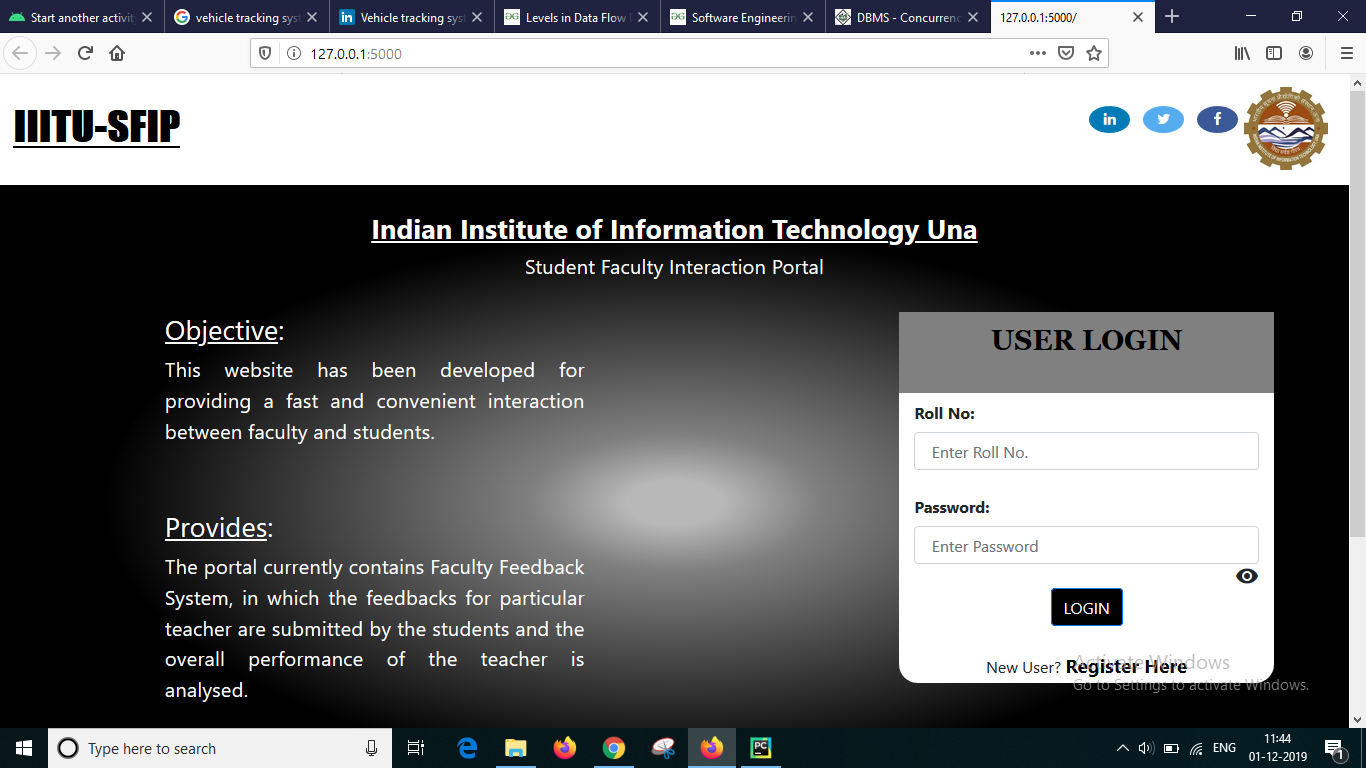 Start another activit
vehicle tracking sys
Vehicle tracking sys
Levels in Data Flow D
Software Engineerin
DBMS - Concurrenc
127.0.0.1:5000/
127.0.0.1:5000
IIITU-SFIP
Indian Institute of Information Technology Una
Student Faculty Interaction Portal
Objective:
This website has been developed for
providing a fast and convenient interaction
between faculty and students.
Provides:
The portal currently contains Faculty Feedback
System, in which the feedbacks for particular
teacher are submitted by the students and the
overall performance of the teacher is
analysed.
USER LOGIN
Roll No:
Enter Roll No.
Password:
Enter Password
LOGIN
New User? Register Here
Activate Windows
Go to Settings to activate Windows.
Type here to search
ENG
11:44
01-12-2019
1